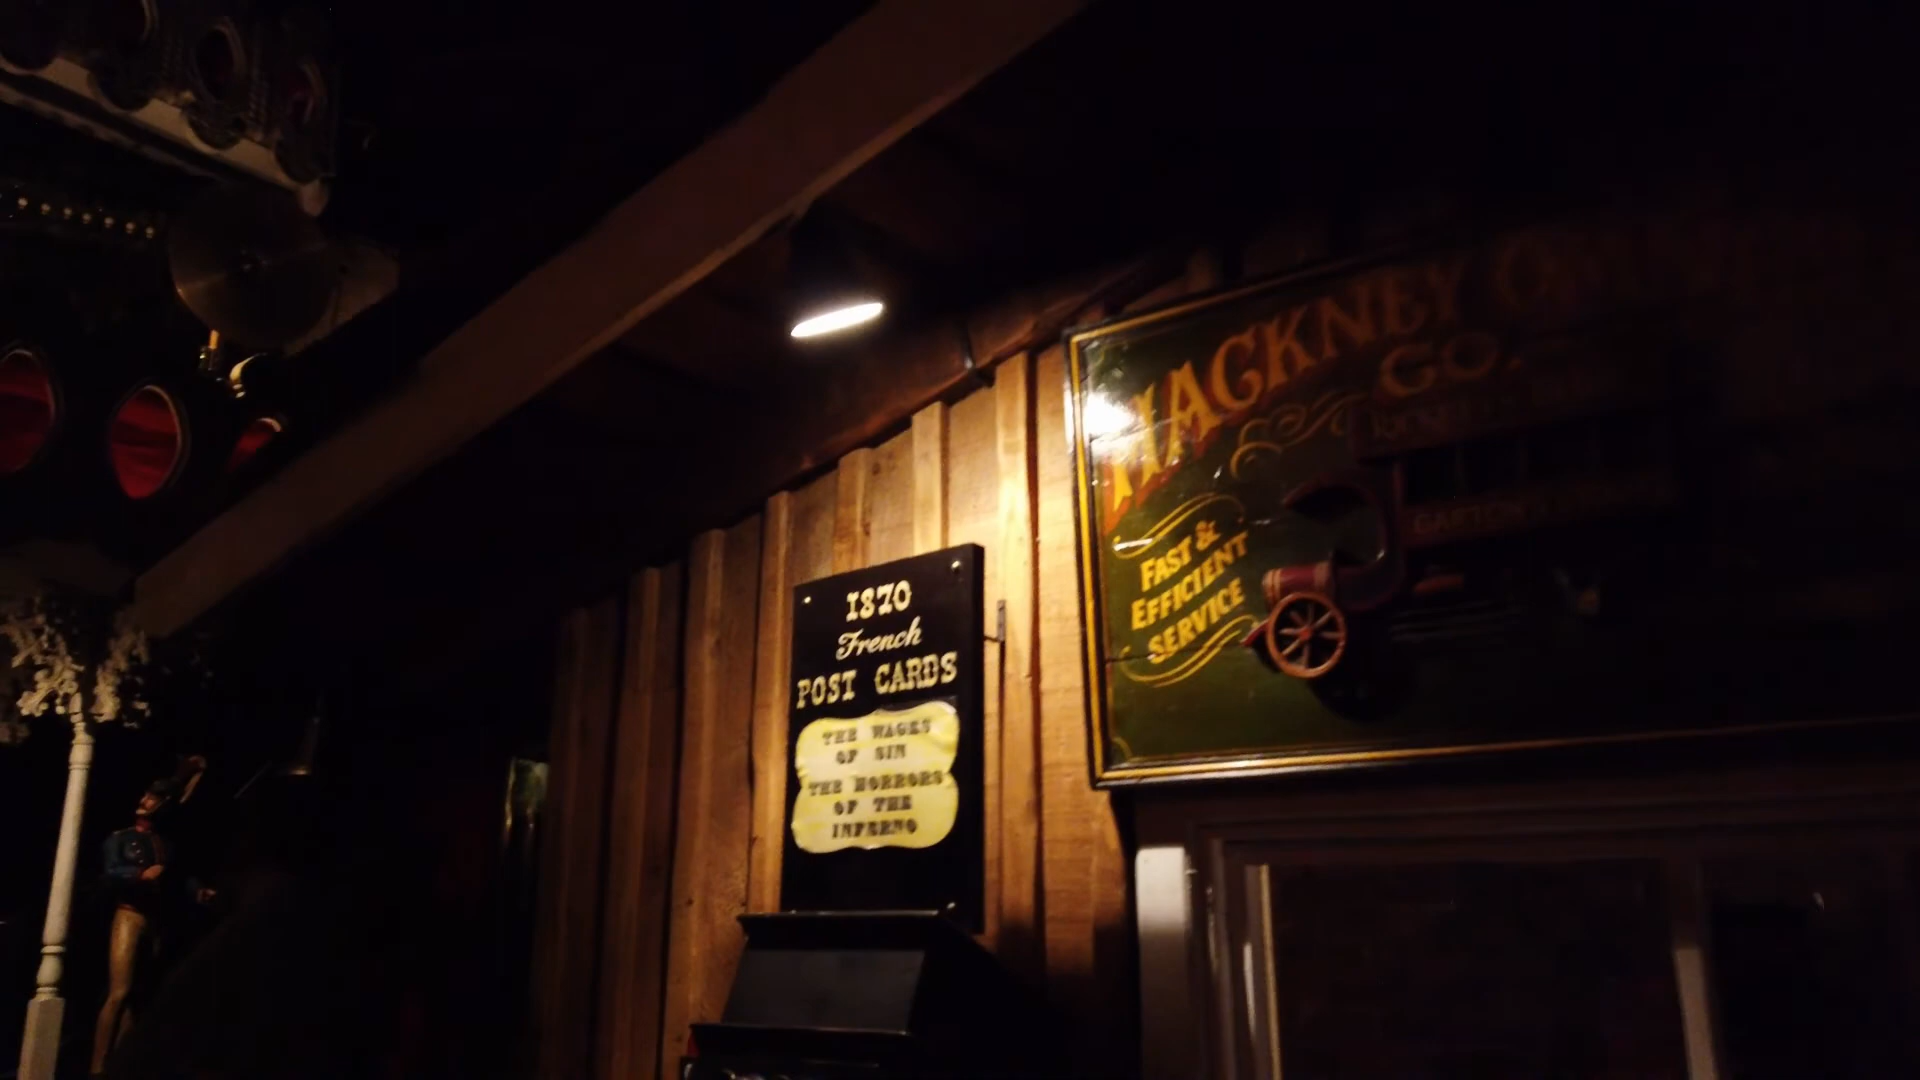 1870
French
POST CARDS
THE WAGES
OF SIN
THE HORRORS
OF THE
INFERNO
HACKNEY
CO.
FAST &
EFFICIENT
SERVICE